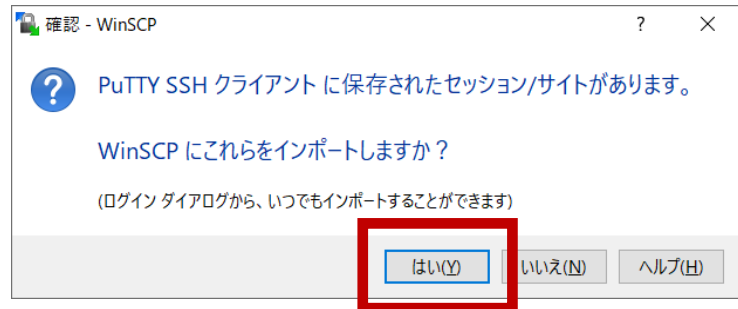 確認 - WinSCP ? ×
PuTTY SSH クライアント に保存されたセッション/サイトがあります。
WinSCP にこれらをインポートしますか？
(ログイン ダイアログから、いつでもインポートすることができます)
はい(Y) いいえ(N) ヘルプ(H)